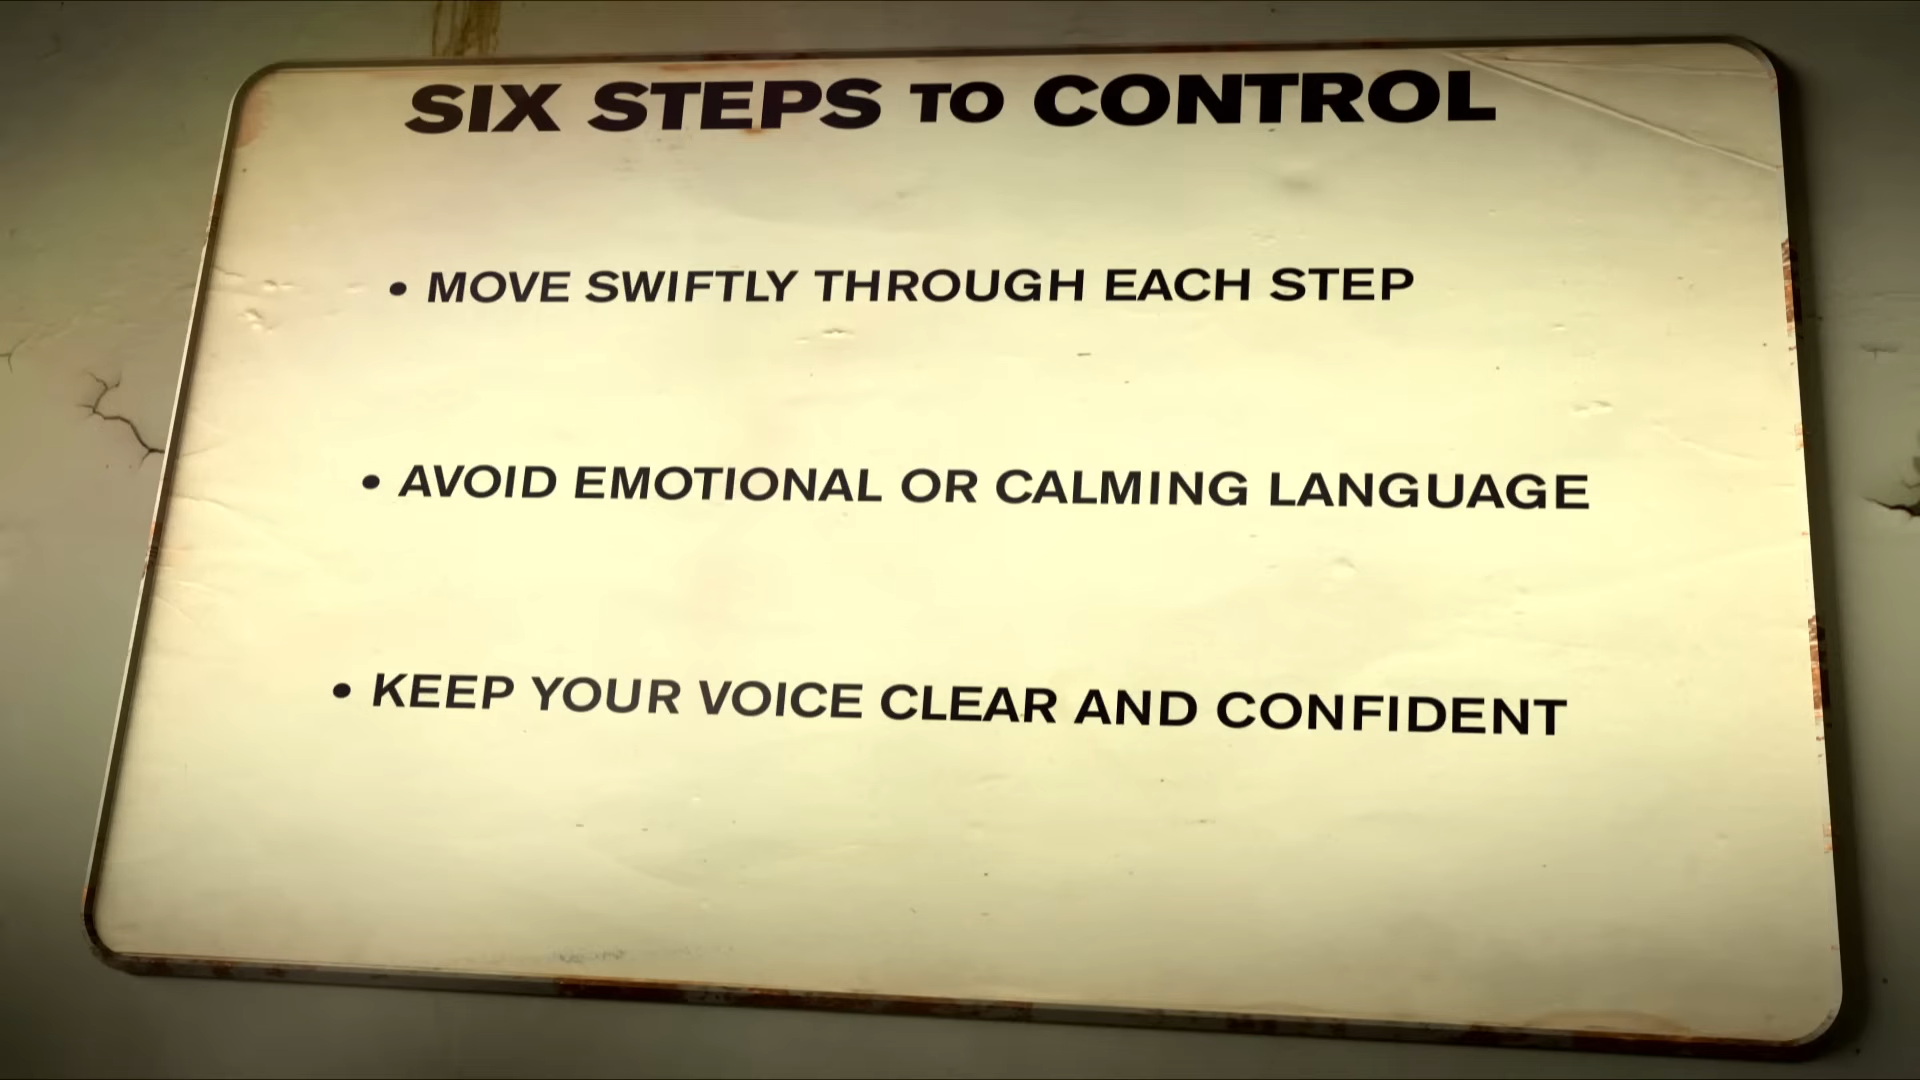 SIX STEPS TO CONTROL
• MOVE SWIFTLY THROUGH EACH STEP
• AVOID EMOTIONAL OR CALMING LANGUAGE
• KEEP YOUR VOICE CLEAR AND CONFIDENT